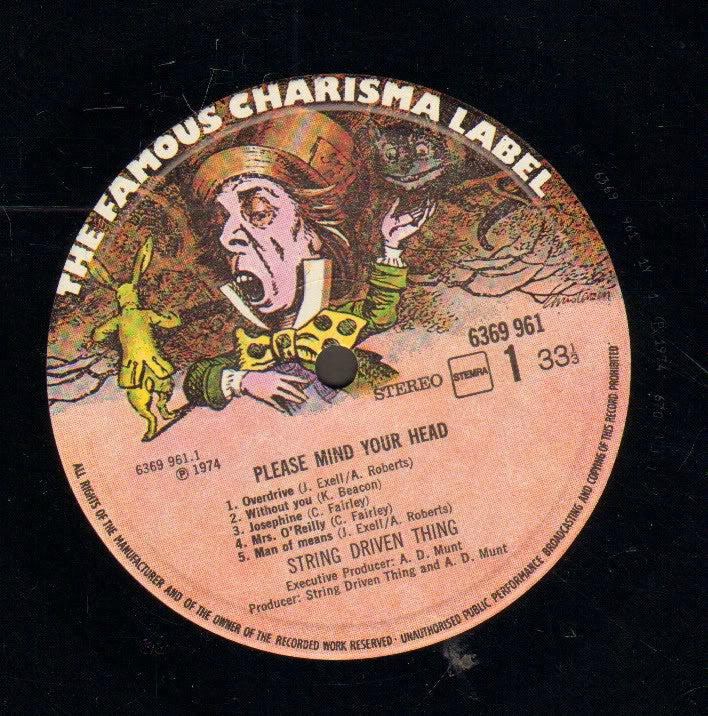 THE FAMOUS CHARISMA LABEL
6369 961
STEREO STEMRA 1 33⅓
6369 961.1
Ⓟ 1974
PLEASE MIND YOUR HEAD
1. Overdrive (J. Exell/A. Roberts)
2. Without you (K. Beacon)
3. Josephine (C. Fairley)
4. Mrs. O'Reilly (C. Fairley)
5. Man of means (J. Exell/A. Roberts)
STRING DRIVEN THING
Executive Producer: A. D. Munt
Producer: String Driven Thing and A. D. Munt
ALL RIGHTS OF THE MANUFACTURER AND OF THE OWNER OF THE RECORDED WORK RESERVED · UNAUTHORISED PUBLIC PERFORMANCE BROADCASTING AND COPYING OF THIS RECORD PROHIBITED